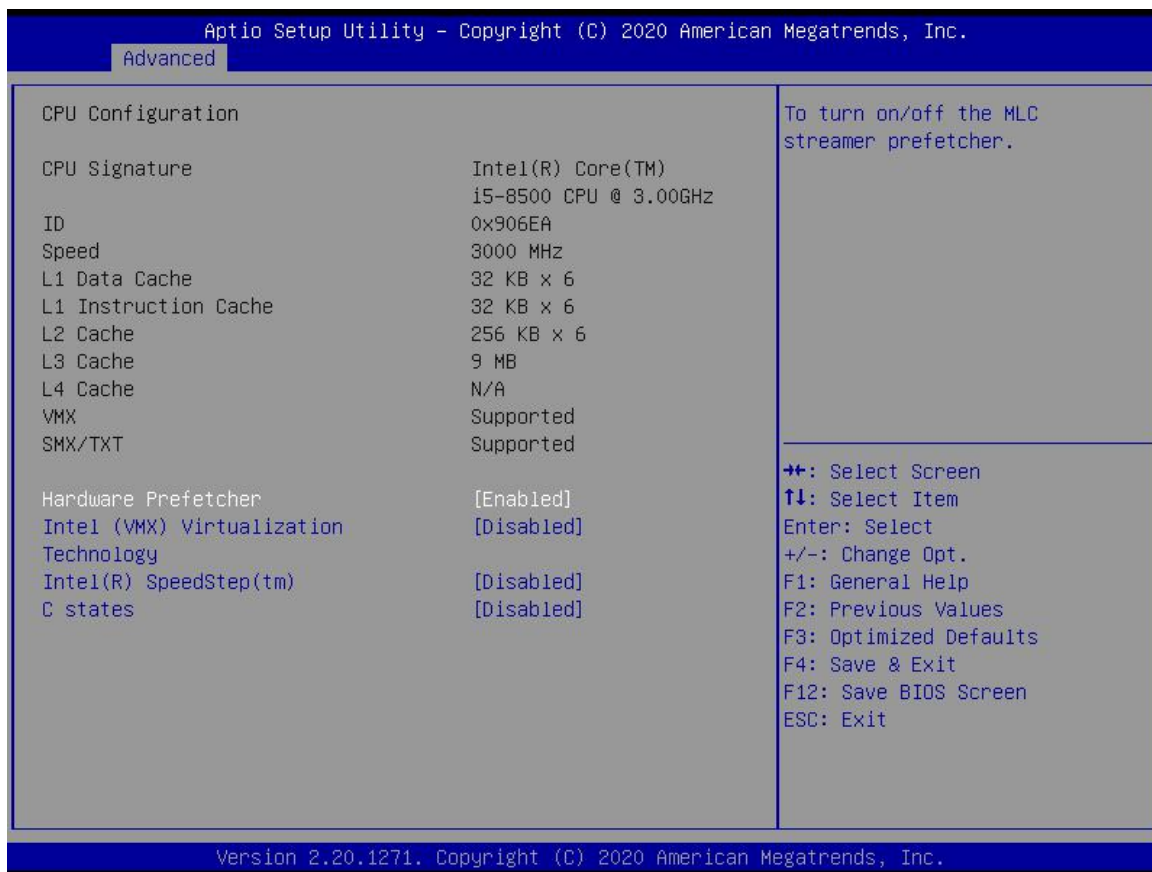 Aptio Setup Utility – Copyright (C) 2020 American Megatrends, Inc.
Advanced
CPU Configuration
CPU Signature Intel(R) Core(TM)
i5-8500 CPU @ 3.00GHz
ID 0x906EA
Speed 3000 MHz
L1 Data Cache 32 KB x 6
L1 Instruction Cache 32 KB x 6
L2 Cache 256 KB x 6
L3 Cache 9 MB
L4 Cache N/A
VMX Supported
SMX/TXT Supported
Hardware Prefetcher [Enabled]
Intel (VMX) Virtualization [Disabled]
Technology
Intel(R) SpeedStep(tm) [Disabled]
C states [Disabled]
To turn on/off the MLC
streamer prefetcher.
→←: Select Screen
↑↓: Select Item
Enter: Select
+/-: Change Opt.
F1: General Help
F2: Previous Values
F3: Optimized Defaults
F4: Save & Exit
F12: Save BIOS Screen
ESC: Exit
Version 2.20.1271. Copyright (C) 2020 American Megatrends, Inc.